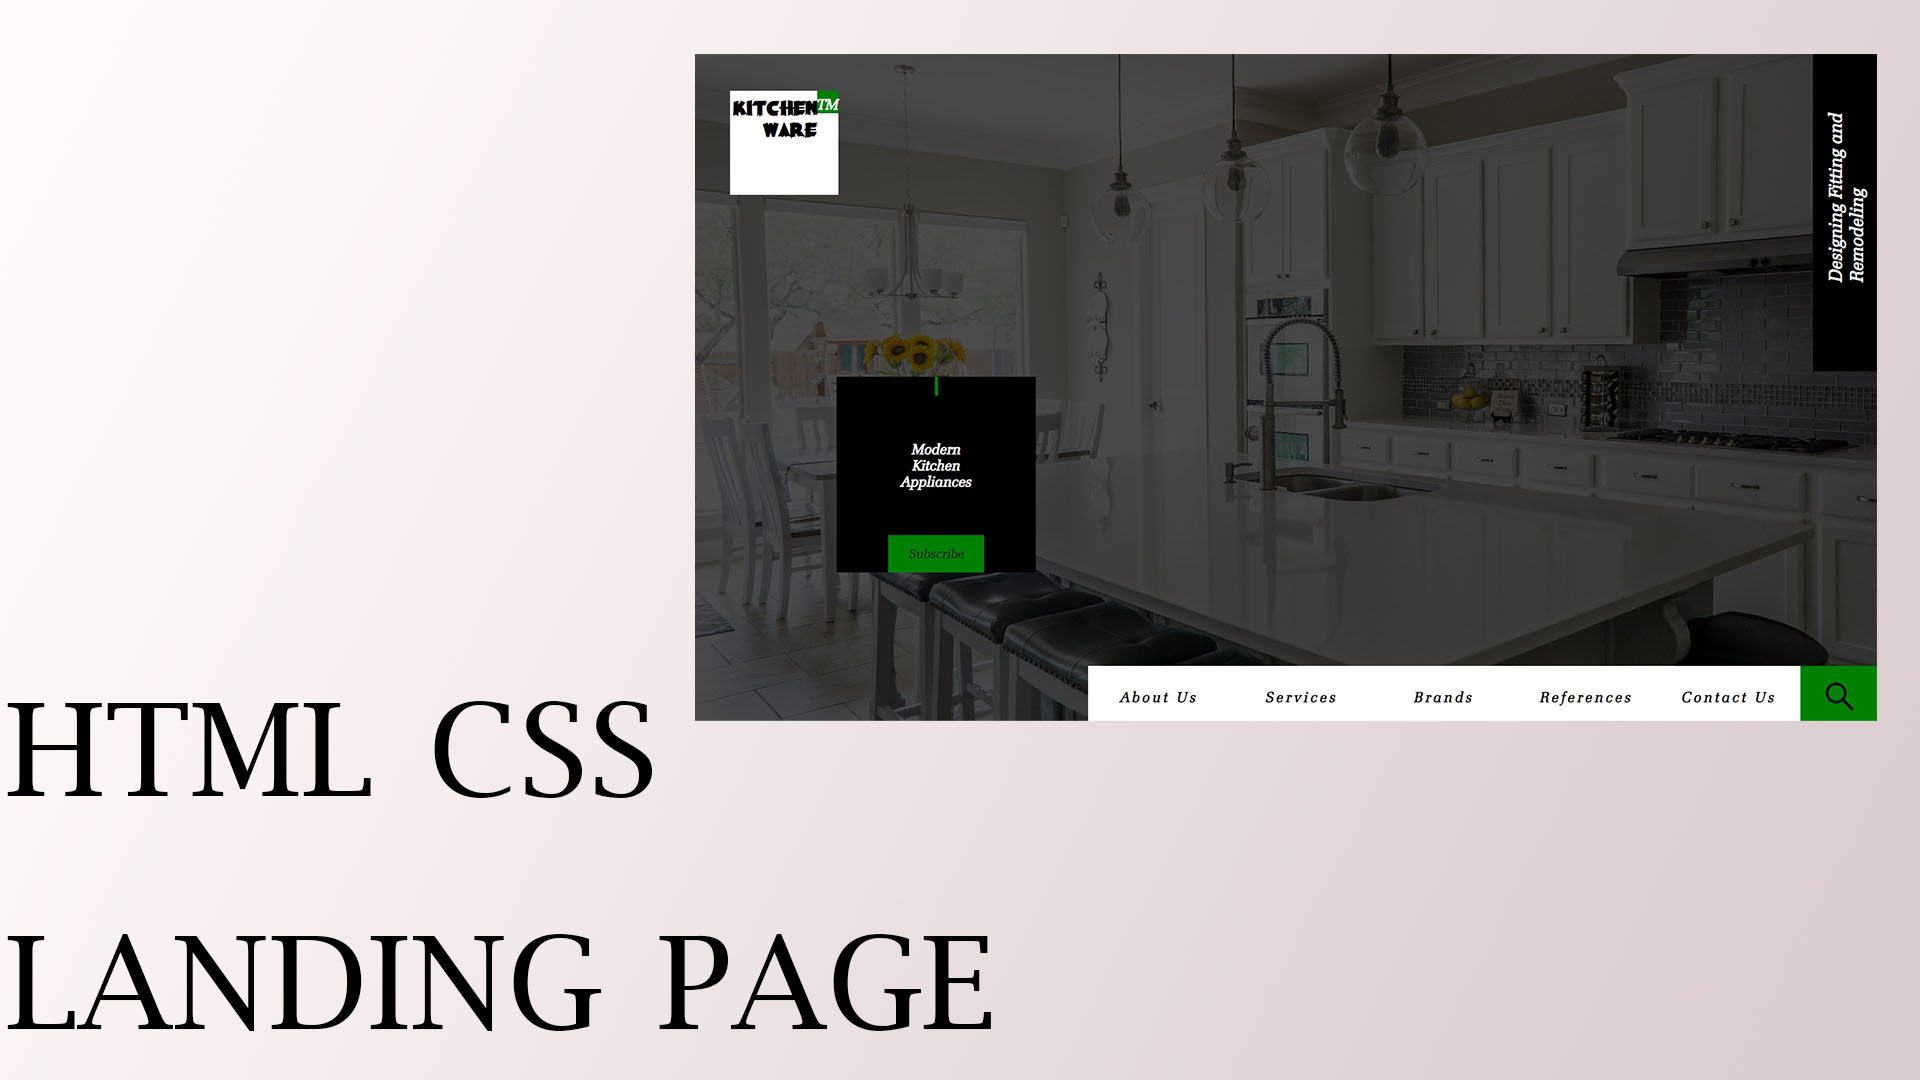 KITCHEN TM
WARE
Designing Fitting and
Remodeling
Modern
Kitchen
Appliances
Subscribe
About Us Services Brands References Contact Us
HTML CSS
LANDING PAGE